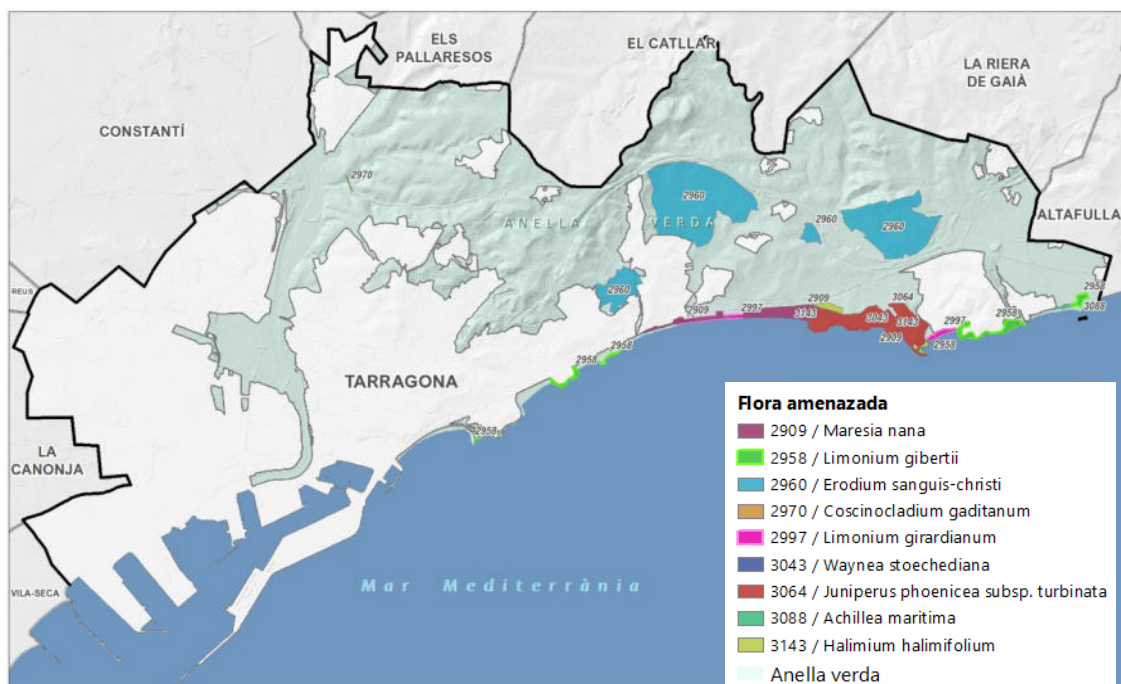 ELS
PALLARESOS
EL CATLLAR
LA RIERA
DE GAIÀ
CONSTANTÍ
2970
2960
ANELLA VERDA
2960
2960
ALTAFULLA
REUS
2960
2958
3088
2909
2997
2909
3064
3143
3043
3143
2909
2997
2958
2958
2958
2958
TARRAGONA
2958
LA
CANONJA
VILA-SECA
Mar Mediterrània
Flora amenazada
2909 / Maresia nana
2958 / Limonium gibertii
2960 / Erodium sanguis-christi
2970 / Coscinocladium gaditanum
2997 / Limonium girardianum
3043 / Waynea stoechediana
3064 / Juniperus phoenicea subsp. turbinata
3088 / Achillea maritima
3143 / Halimium halimifolium
Anella verda